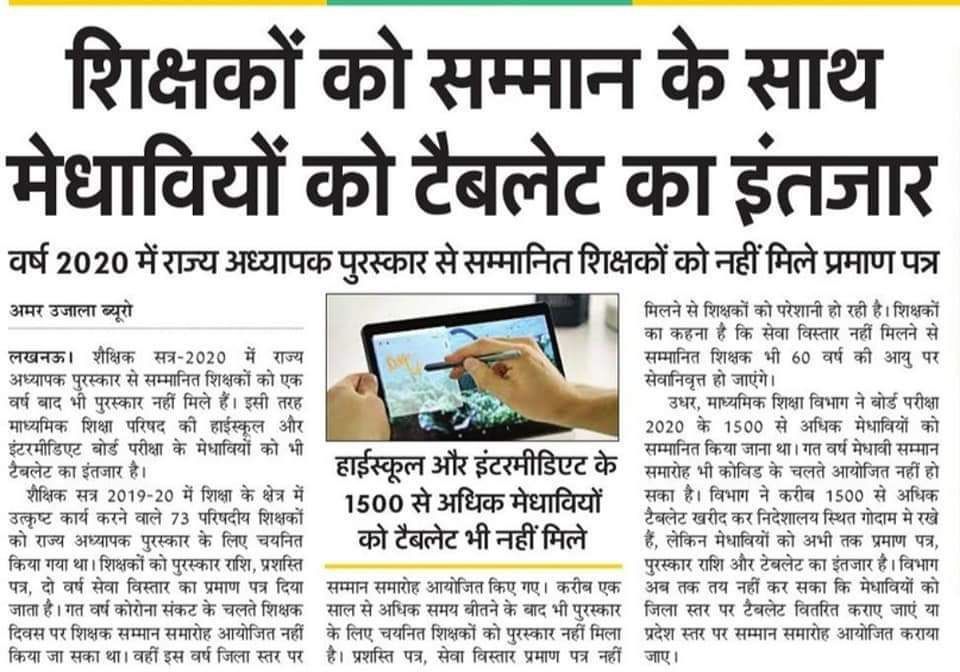 शिक्षकों को सम्मान के साथ
मेधावियों को टैबलेट का इंतजार
वर्ष 2020 में राज्य अध्यापक पुरस्कार से सम्मानित शिक्षकों को नहीं मिले प्रमाण पत्र
अमर उजाला ब्यूरो
लखनऊ। शैक्षिक सत्र-2020 में राज्य
अध्यापक पुरस्कार से सम्मानित शिक्षकों को एक
वर्ष बाद भी पुरस्कार नहीं मिले हैं। इसी तरह
माध्यमिक शिक्षा परिषद की हाईस्कूल और
इंटरमीडिएट बोर्ड परीक्षा के मेधावियों को भी
टैबलेट का इंतजार है।
शैक्षिक सत्र 2019-20 में शिक्षा के क्षेत्र में
उत्कृष्ट कार्य करने वाले 73 परिषदीय शिक्षकों
को राज्य अध्यापक पुरस्कार के लिए चयनित
किया गया था। शिक्षकों को पुरस्कार राशि, प्रशस्ति
पत्र, दो वर्ष सेवा विस्तार का प्रमाण पत्र दिया
जाता है। गत वर्ष कोरोना संकट के चलते शिक्षक
दिवस पर शिक्षक सम्मान समारोह आयोजित नहीं
किया जा सका था। वहीं इस वर्ष जिला स्तर पर
हाईस्कूल और इंटरमीडिएट के
1500 से अधिक मेधावियों
को टैबलेट भी नहीं मिले
सम्मान समारोह आयोजित किए गए। करीब एक
साल से अधिक समय बीतने के बाद भी पुरस्कार
के लिए चयनित शिक्षकों को पुरस्कार नहीं मिला
है। प्रशस्ति पत्र, सेवा विस्तार प्रमाण पत्र नहीं
मिलने से शिक्षकों को परेशानी हो रही है। शिक्षकों
का कहना है कि सेवा विस्तार नहीं मिलने से
सम्मानित शिक्षक भी 60 वर्ष की आयु पर
सेवानिवृत्त हो जाएंगे।
उधर, माध्यमिक शिक्षा विभाग ने बोर्ड परीक्षा
2020 के 1500 से अधिक मेधावियों को
सम्मानित किया जाना था। गत वर्ष मेधावी सम्मान
समारोह भी कोविड के चलते आयोजित नहीं हो
सका है। विभाग ने करीब 1500 से अधिक
टैबलेट खरीद कर निदेशालय स्थित गोदाम मे रखे
हैं, लेकिन मेधावियों को अभी तक प्रमाण पत्र,
पुरस्कार राशि और टेबलेट का इंतजार है। विभाग
अब तक तय नहीं कर सका कि मेधावियों को
जिला स्तर पर टैबलेट वितरित कराए जाएं या
प्रदेश स्तर पर सम्मान समारोह आयोजित कराया
जाए।